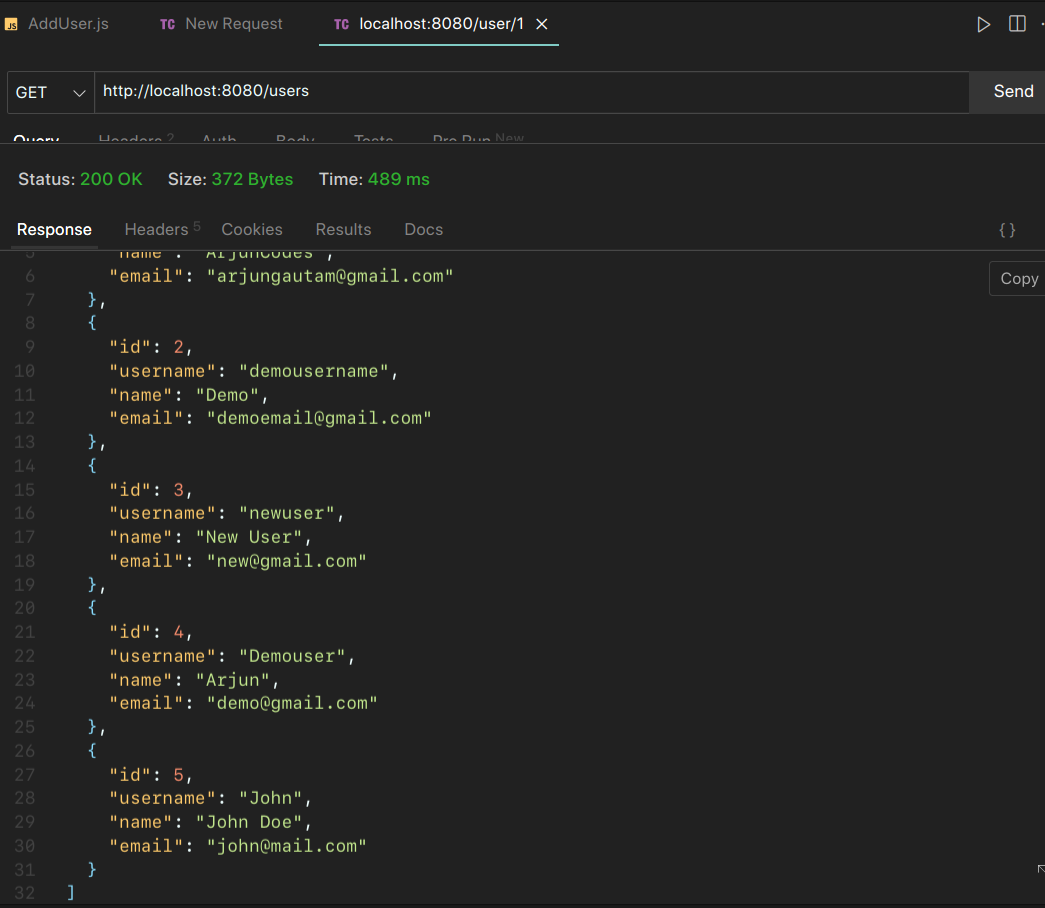 JS AddUser.js TC New Request TC localhost:8080/user/1
GET http://localhost:8080/users Send
Query Headers 2 Auth Body Tests Pre Run New
Status: 200 OK Size: 372 Bytes Time: 489 ms
Response Headers 5 Cookies Results Docs { }
5 "name": "ArjunCodes",
6 "email": "arjungautam@gmail.com"
Copy
7 },
8 {
9 "id": 2,
10 "username": "demousername",
11 "name": "Demo",
12 "email": "demoemail@gmail.com"
13 },
14 {
15 "id": 3,
16 "username": "newuser",
17 "name": "New User",
18 "email": "new@gmail.com"
19 },
20 {
21 "id": 4,
22 "username": "Demouser",
23 "name": "Arjun",
24 "email": "demo@gmail.com"
25 },
26 {
27 "id": 5,
28 "username": "John",
29 "name": "John Doe",
30 "email": "john@mail.com"
31 }
32 ]